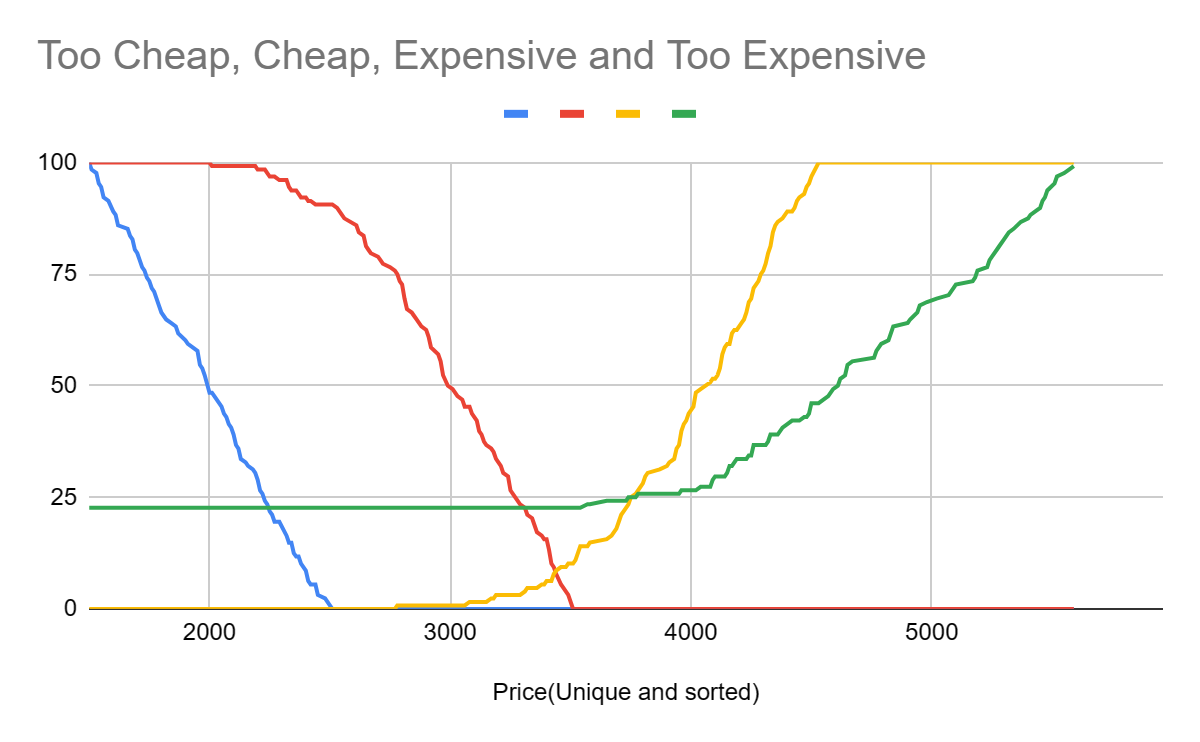 Too Cheap, Cheap, Expensive and Too Expensive
100
75
50
25
0
2000 3000 4000 5000
Price(Unique and sorted)